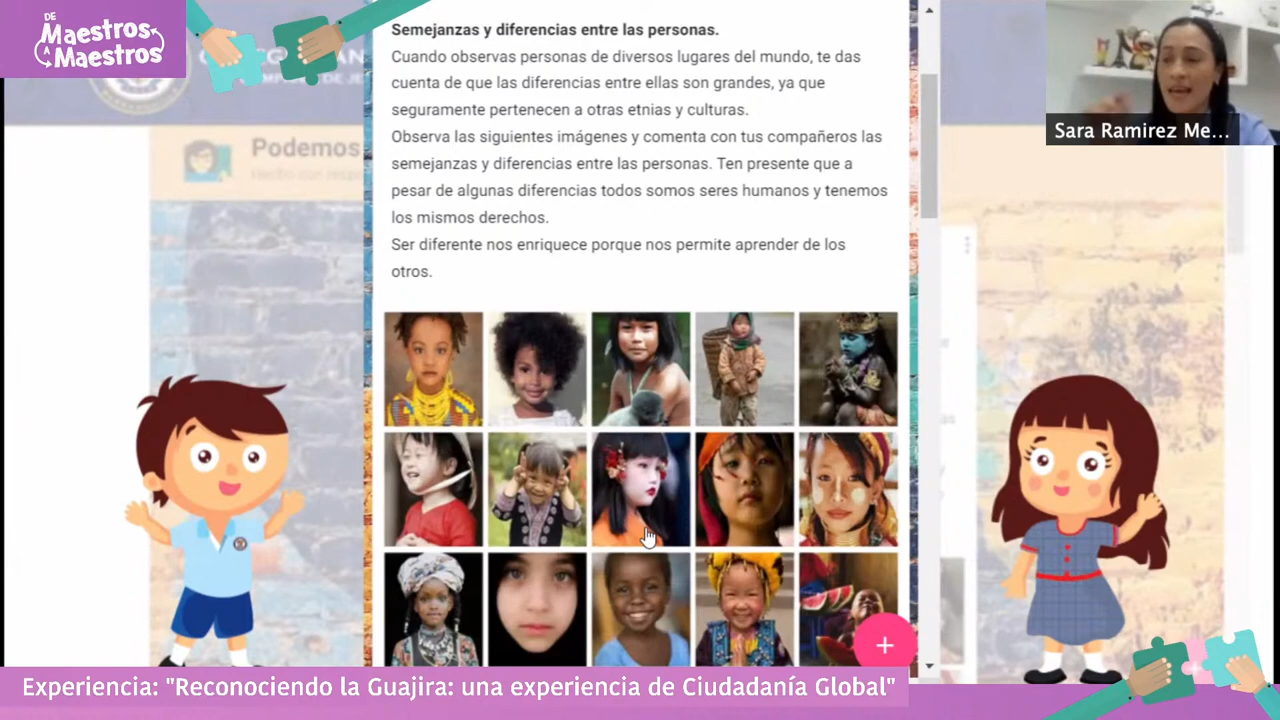 DE
Maestros
A
Maestros
Semejanzas y diferencias entre las personas.
Cuando observas personas de diversos lugares del mundo, te das
cuenta de que las diferencias entre ellas son grandes, ya que
seguramente pertenecen a otras etnias y culturas.
Observa las siguientes imágenes y comenta con tus compañeros las
semejanzas y diferencias entre las personas. Ten presente que a
pesar de algunas diferencias todos somos seres humanos y tenemos
los mismos derechos.
Ser diferente nos enriquece porque nos permite aprender de los
otros.
Sara Ramirez Me...
Podemos
+
Experiencia: "Reconociendo la Guajira: una experiencia de Ciudadanía Global"